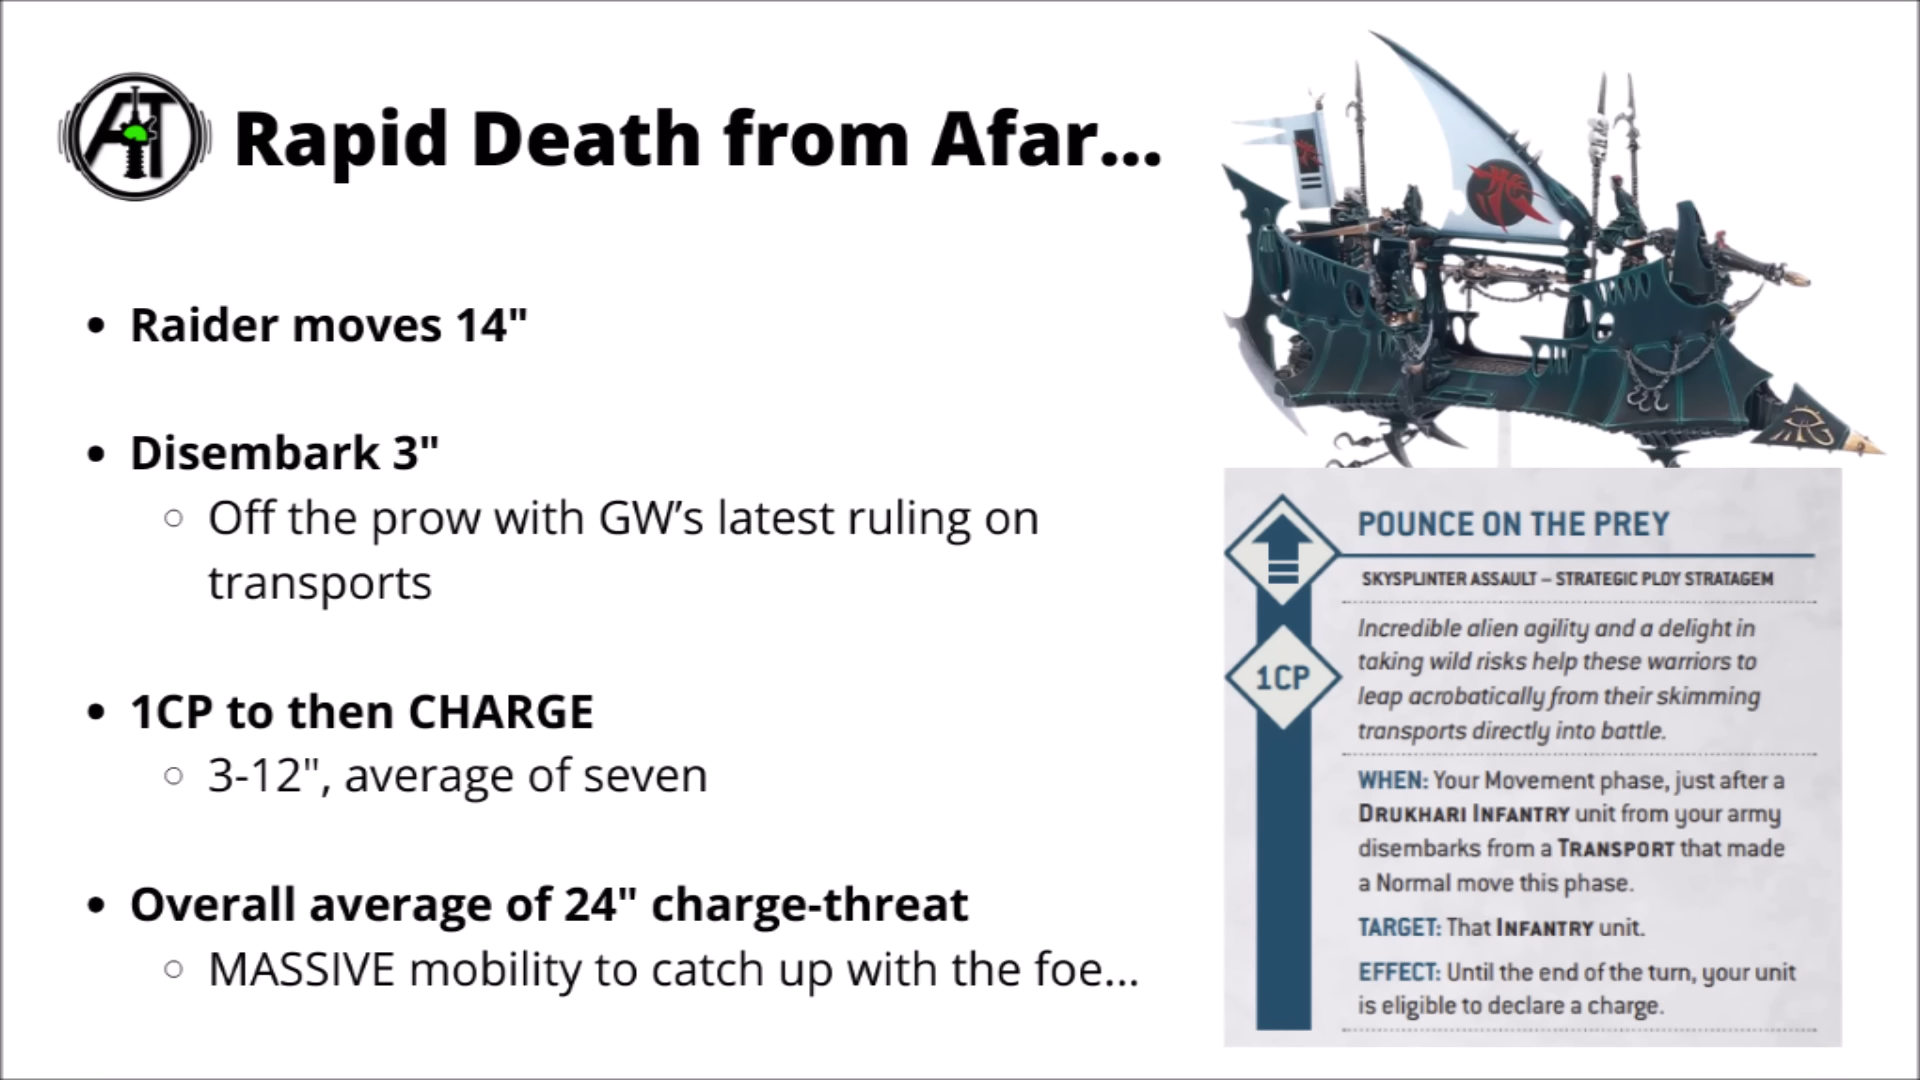 AT
Rapid Death from Afar...
• Raider moves 14"
• Disembark 3"
○ Off the prow with GW’s latest ruling on
transports
• 1CP to then CHARGE
○ 3-12", average of seven
• Overall average of 24" charge-threat
○ MASSIVE mobility to catch up with the foe...
POUNCE ON THE PREY
SKYSPLINTER ASSAULT – STRATEGIC PLOY STRATAGEM
1CP
Incredible alien agility and a delight in
taking wild risks help these warriors to
leap acrobatically from their skimming
transports directly into battle.
WHEN: Your Movement phase, just after a
DRUKHARI INFANTRY unit from your army
disembarks from a TRANSPORT that made
a Normal move this phase.
TARGET: That INFANTRY unit.
EFFECT: Until the end of the turn, your unit
is eligible to declare a charge.